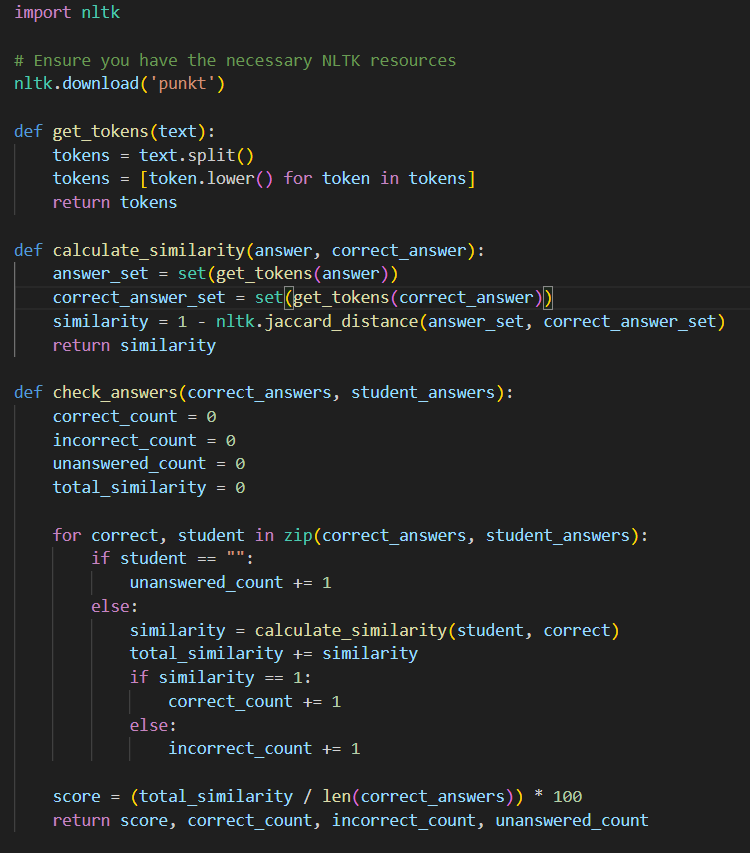 import nltk
# Ensure you have the necessary NLTK resources
nltk.download('punkt')
def get_tokens(text):
    tokens = text.split()
    tokens = [token.lower() for token in tokens]
    return tokens
def calculate_similarity(answer, correct_answer):
    answer_set = set(get_tokens(answer))
    correct_answer_set = set(get_tokens(correct_answer))
    similarity = 1 - nltk.jaccard_distance(answer_set, correct_answer_set)
    return similarity
def check_answers(correct_answers, student_answers):
    correct_count = 0
    incorrect_count = 0
    unanswered_count = 0
    total_similarity = 0
    for correct, student in zip(correct_answers, student_answers):
        if student == "":
            unanswered_count += 1
        else:
            similarity = calculate_similarity(student, correct)
            total_similarity += similarity
            if similarity == 1:
                correct_count += 1
            else:
                incorrect_count += 1
    score = (total_similarity / len(correct_answers)) * 100
    return score, correct_count, incorrect_count, unanswered_count